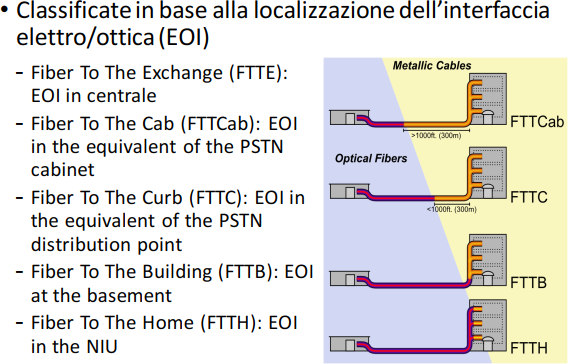 • Classificate in base alla localizzazione dell'interfaccia
elettro/ottica (EOI)
- Fiber To The Exchange (FTTE):
EOI in centrale
- Fiber To The Cab (FTTCab): EOI
in the equivalent of the PSTN
cabinet
- Fiber To The Curb (FTTC): EOI in
the equivalent of the PSTN
distribution point
- Fiber To The Building (FTTB): EOI
at the basement
- Fiber To The Home (FTTH): EOI
in the NIU
Metallic Cables
FTTCab
>1000ft. (300m)
Optical Fibers
FTTC
<1000ft. (300m)
FTTB
FTTH